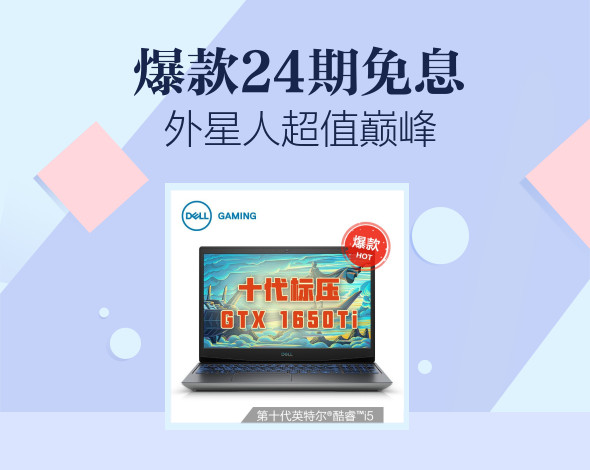 爆款24期免息
外星人超值巅峰
DELL GAMING
爆款
HOT
十代标压
GTX 1650Ti
DELL
第十代英特尔®酷睿™i5